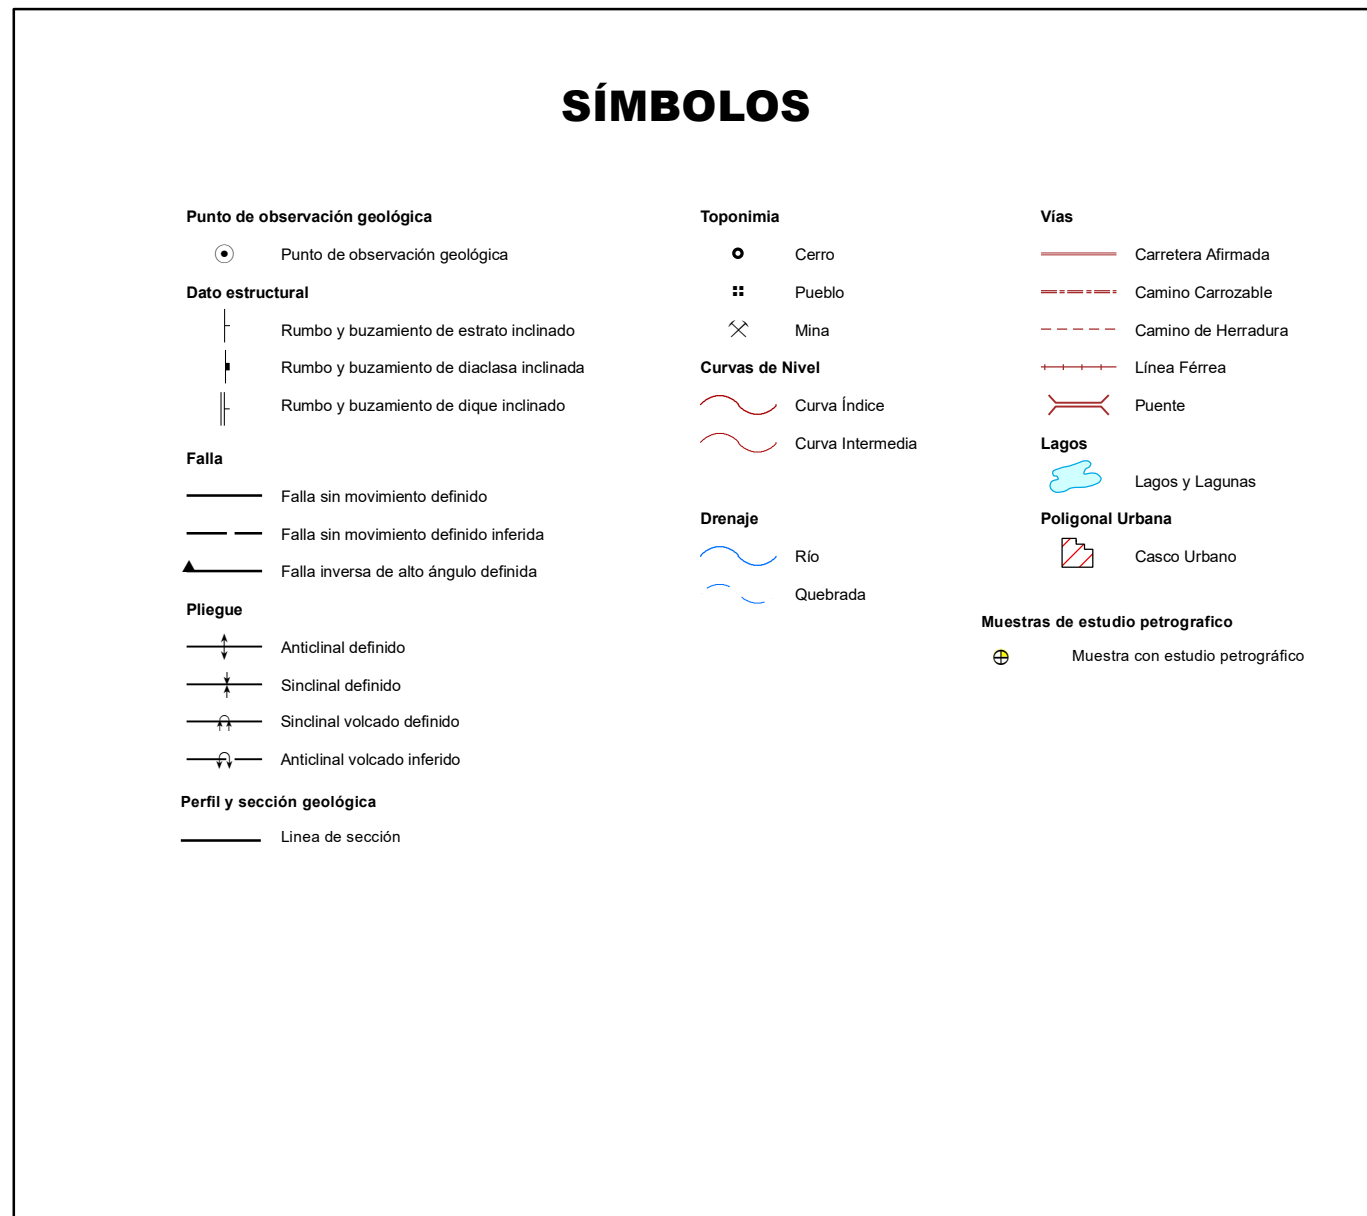 SÍMBOLOS
Punto de observación geológica
Punto de observación geológica
Dato estructural
Rumbo y buzamiento de estrato inclinado
Rumbo y buzamiento de diaclasa inclinada
Rumbo y buzamiento de dique inclinado
Falla
Falla sin movimiento definido
Falla sin movimiento definido inferida
Falla inversa de alto ángulo definida
Pliegue
Anticlinal definido
Sinclinal definido
Sinclinal volcado definido
Anticlinal volcado inferido
Perfil y sección geológica
Linea de sección
Toponimia
Cerro
Pueblo
Mina
Curvas de Nivel
Curva Índice
Curva Intermedia
Drenaje
Río
Quebrada
Vías
Carretera Afirmada
Camino Carrozable
Camino de Herradura
Línea Férrea
Puente
Lagos
Lagos y Lagunas
Poligonal Urbana
Casco Urbano
Muestras de estudio petrografico
Muestra con estudio petrográfico